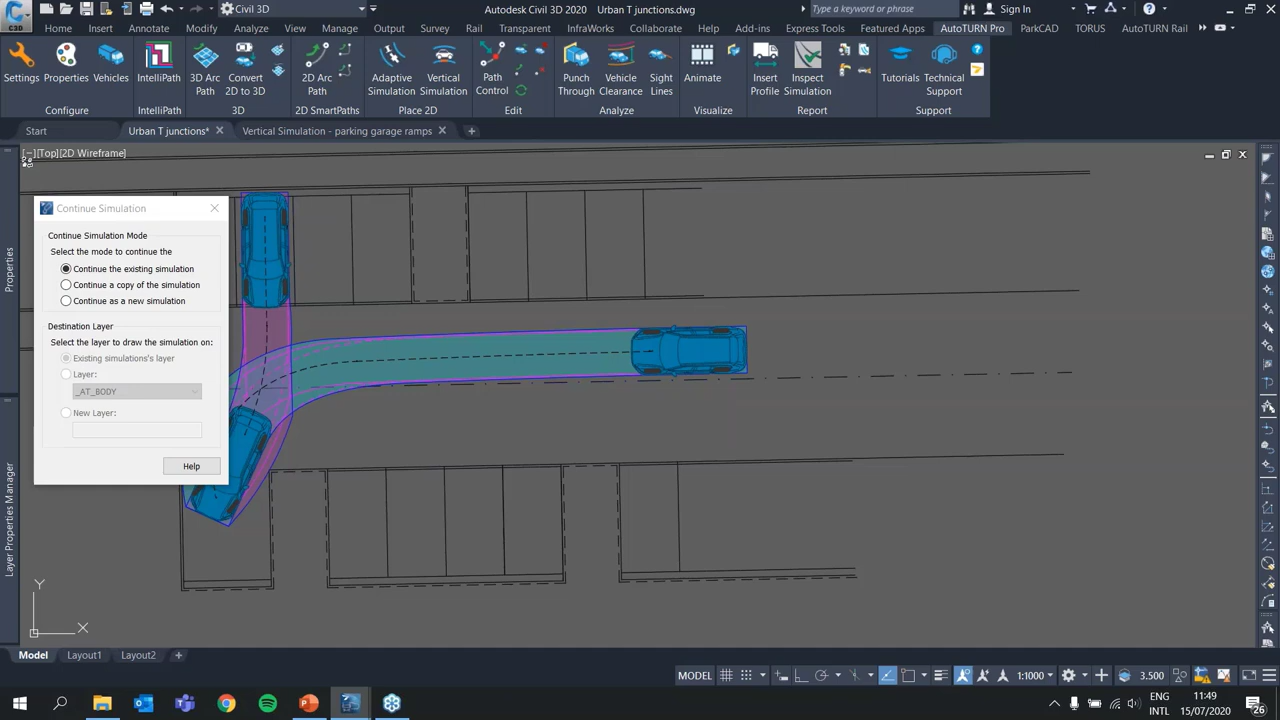 C3D
Civil 3D
Autodesk Civil 3D 2020 Urban T junctions.dwg
Type a keyword or phrase
Sign In
Home
Insert
Annotate
Modify
Analyze
View
Manage
Output
Survey
Rail
Transparent
InfraWorks
Collaborate
Help
Add-ins
Express Tools
Featured Apps
AutoTURN Pro
ParkCAD
TORUS
AutoTURN Rail
Settings
Properties
Vehicles
IntelliPath
3D Arc
Path
Convert
2D to 3D
2D Arc
Path
Adaptive
Simulation
Vertical
Simulation
Path
Control
Punch
Through
Vehicle
Clearance
Sight
Lines
Animate
Insert
Profile
Inspect
Simulation
Tutorials
Technical
Support
Configure
IntelliPath
3D
2D SmartPaths
Place 2D
Edit
Analyze
Visualize
Report
Support
Start
Urban T junctions*
Vertical Simulation - parking garage ramps
[−][Top][2D Wireframe]
Properties
Layer Properties Manager
Continue Simulation
Continue Simulation Mode
Select the mode to continue the
Continue the existing simulation
Continue a copy of the simulation
Continue as a new simulation
Destination Layer
Select the layer to draw the simulation on:
Existing simulations's layer
Layer:
_AT_BODY
New Layer:
Help
Y
X
Model
Layout1
Layout2
MODEL
1:1000
3.500
ENG
INTL
11:49
15/07/2020
26